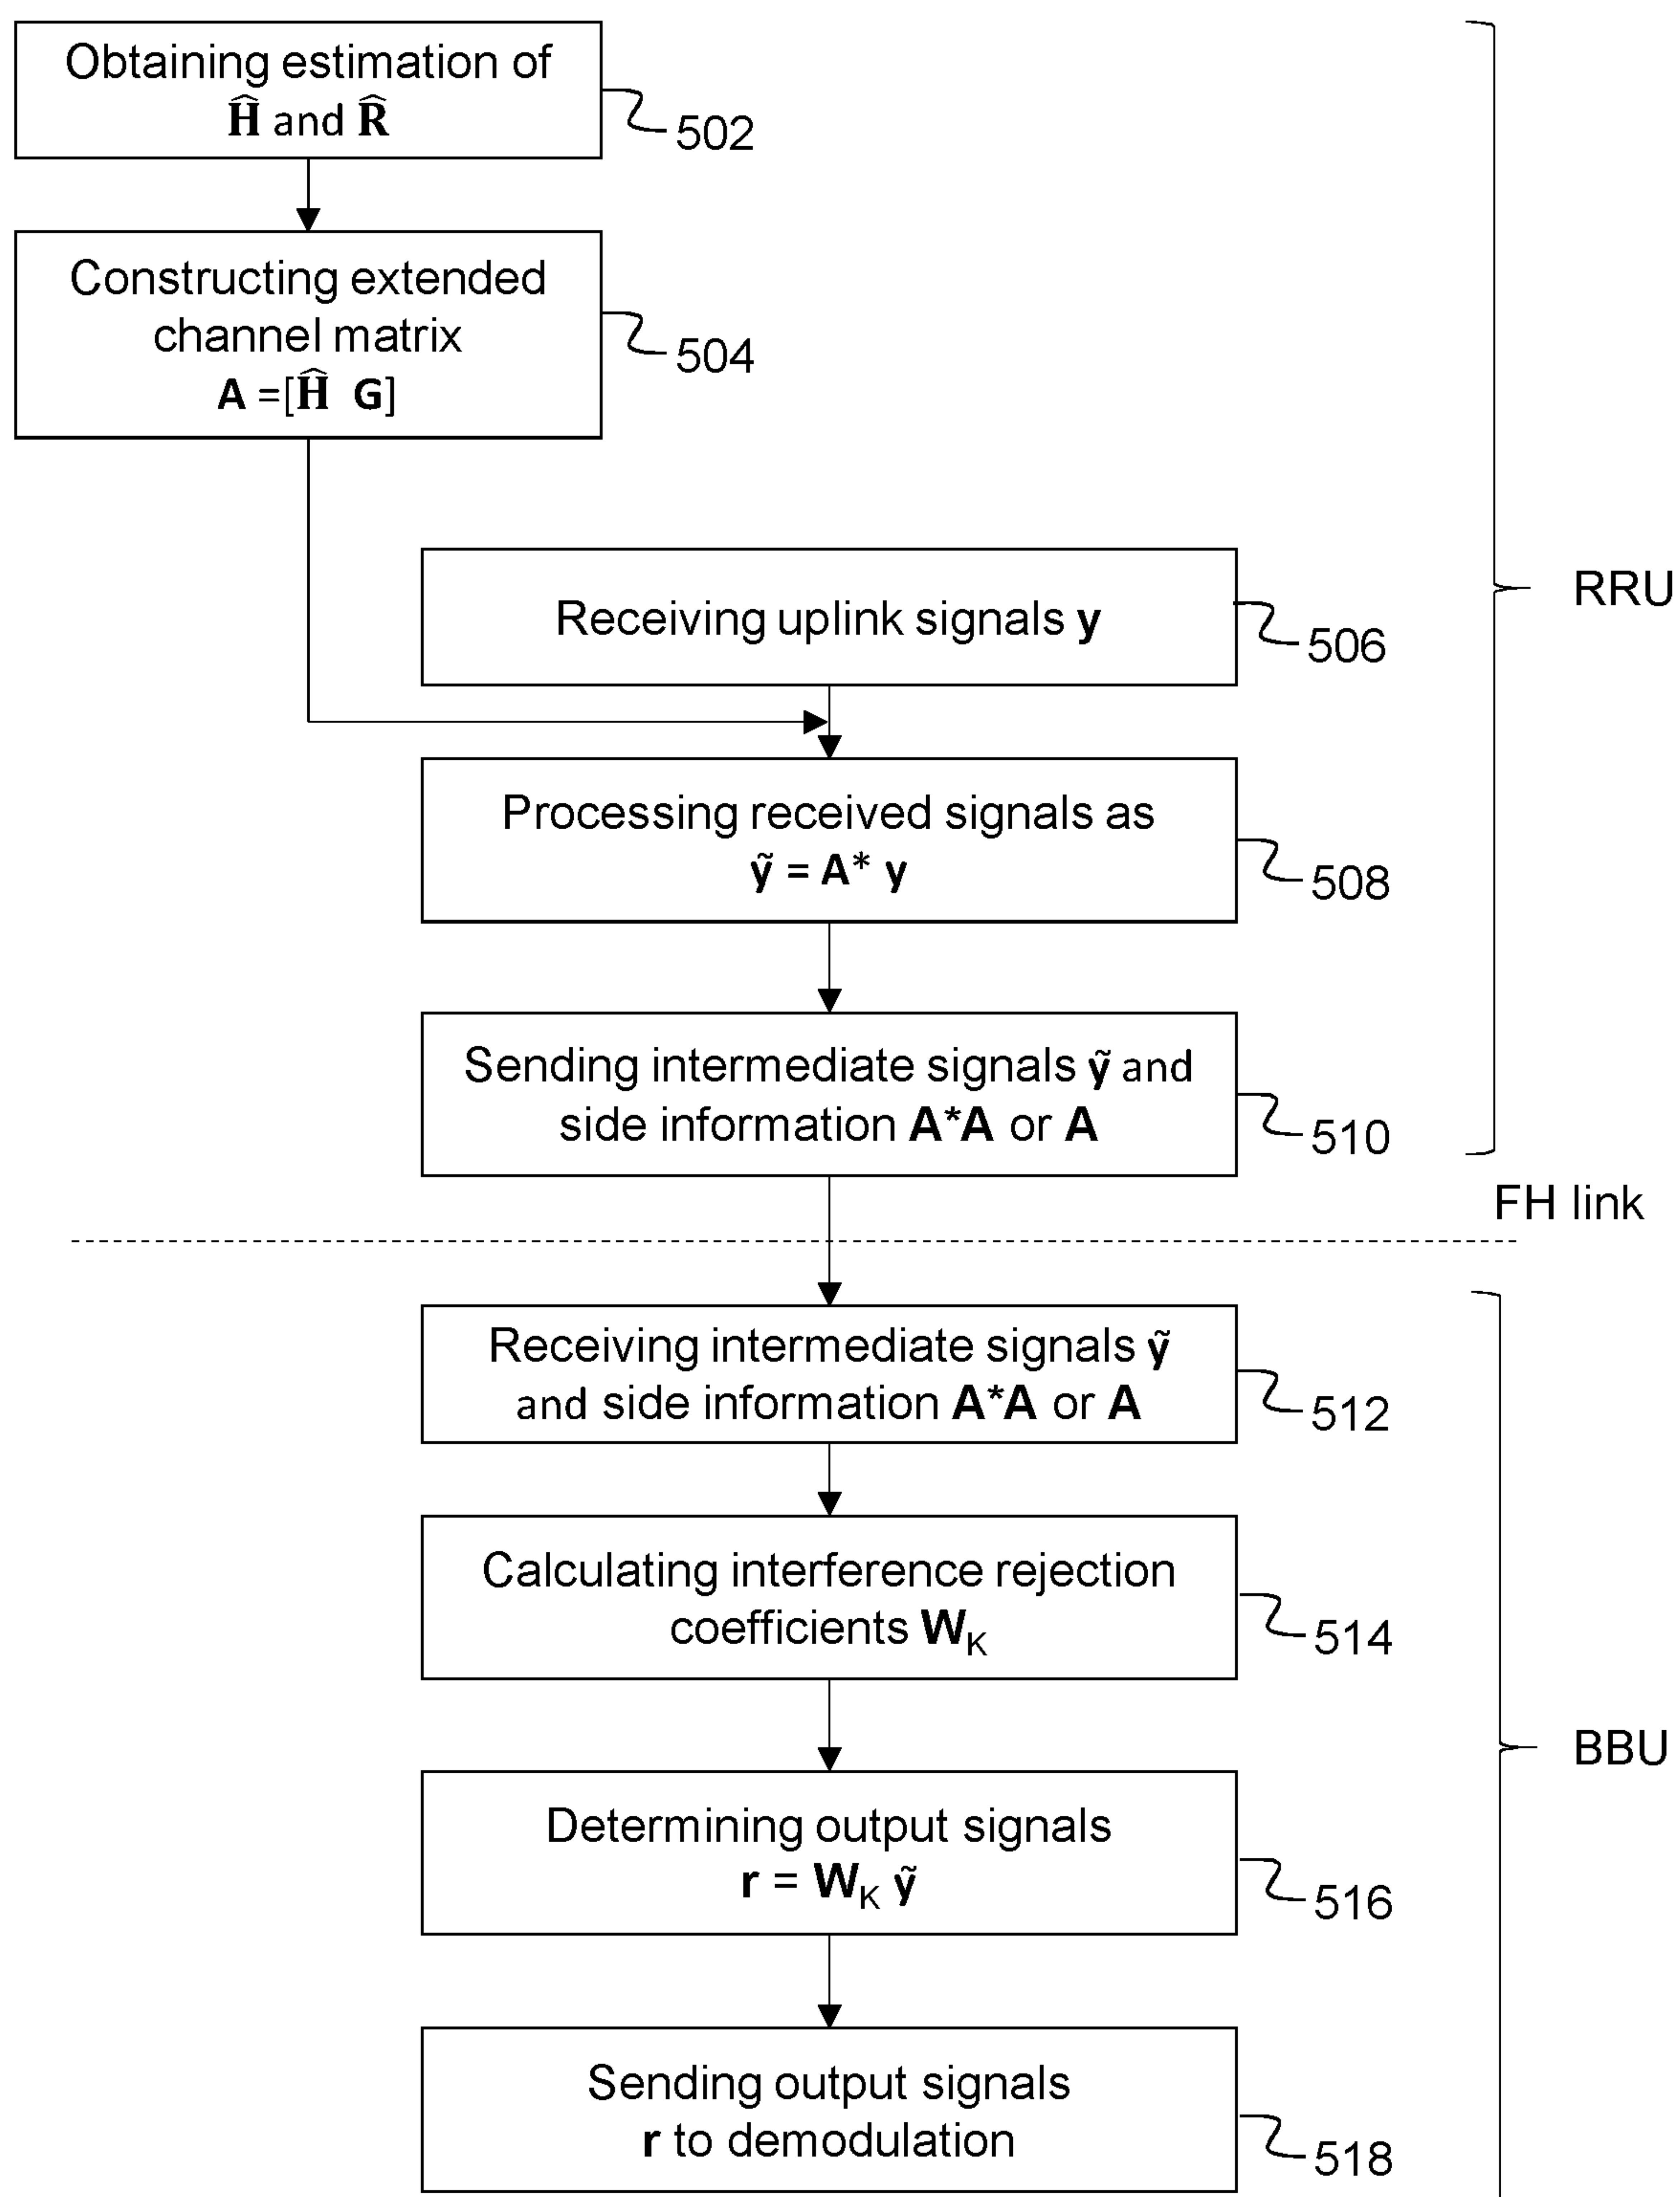 Obtaining estimation of
Ĥ and R̂
502
Constructing extended
channel matrix
A =[Ĥ G]
504
Receiving uplink signals y
506
RRU
Processing received signals as
ỹ = A* y
508
Sending intermediate signals ỹ and
side information A*A or A
510
FH link
Receiving intermediate signals ỹ
and side information A*A or A
512
Calculating interference rejection
coefficients W_K
514
BBU
Determining output signals
r = W_K ỹ
516
Sending output signals
r to demodulation
518